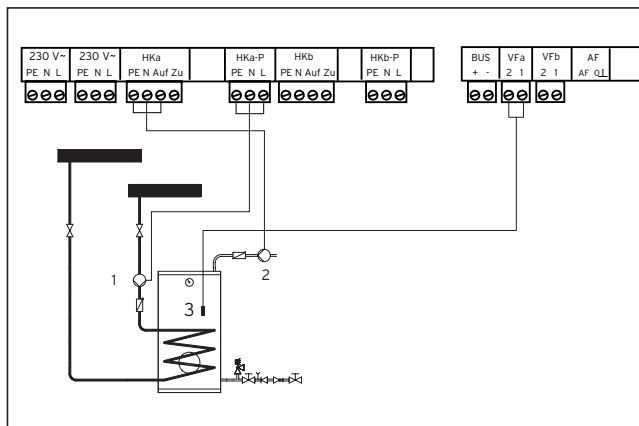 230 V~ 230 V~ HKa HKa-P HKb HKb-P BUS VFa VFb AF
PE N L PE N L PE N Auf Zu PE N L PE N Auf Zu PE N L + - 2 1 2 1 AF 0⊥
1
2
3